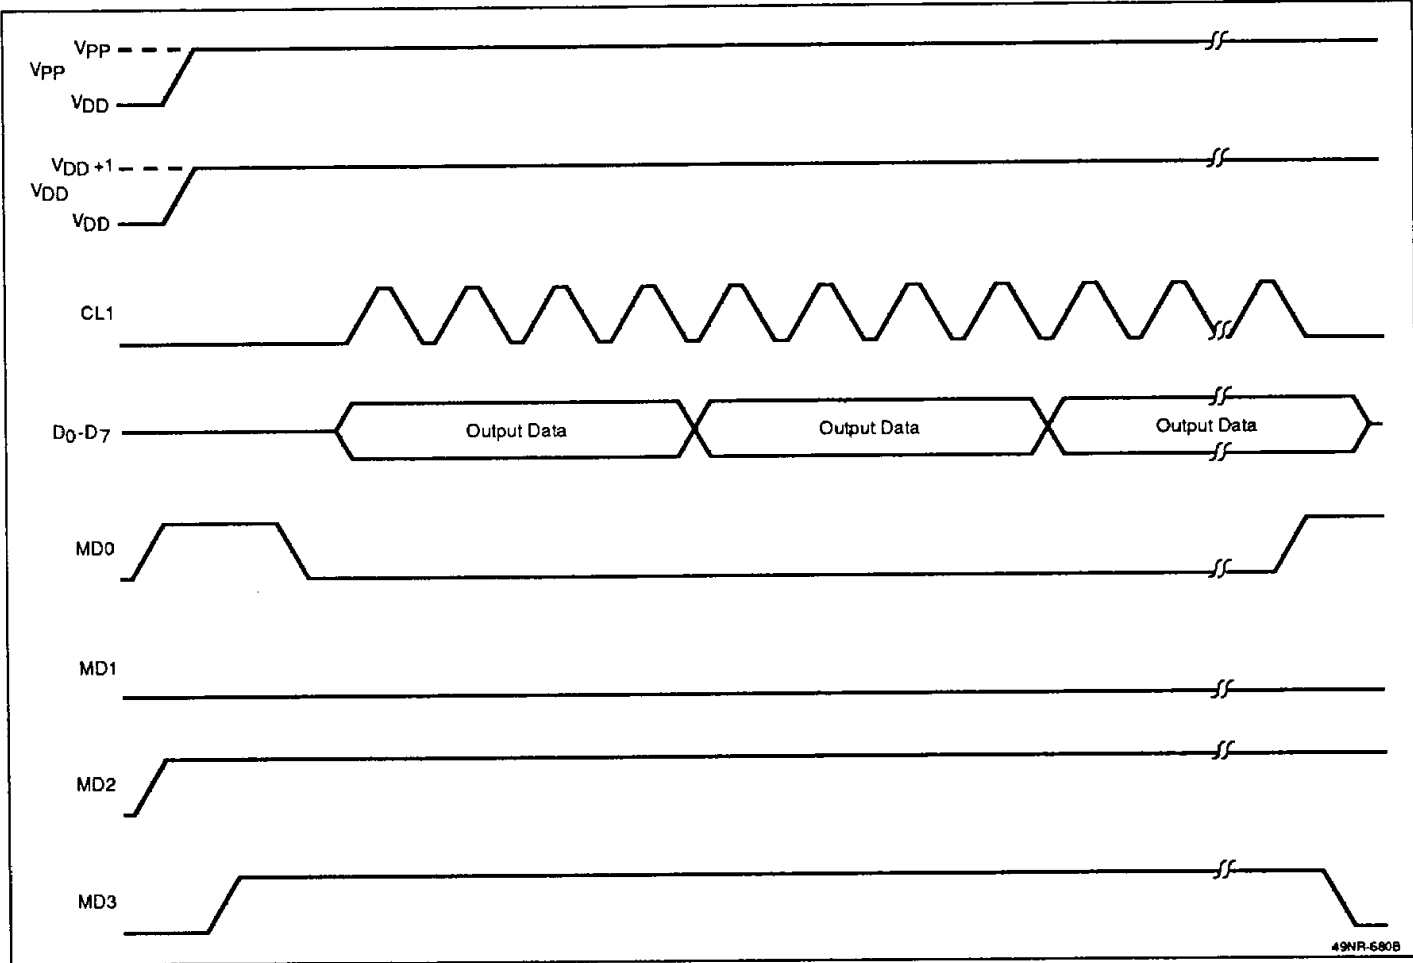 VPP
VPP
VDD
VDD +1
VDD
VDD
CL1
D0-D7
Output Data
Output Data
Output Data
MD0
MD1
MD2
MD3
49NR-680B